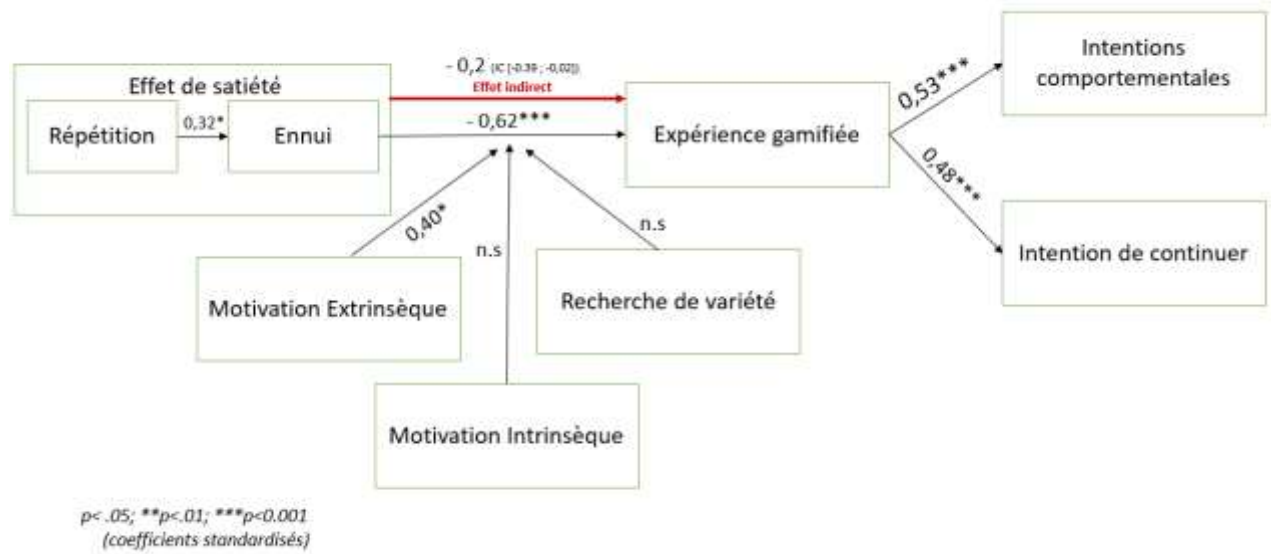 Effet de satiété
Répétition
0,32*
Ennui
- 0,2 (IC [-0.39 ; -0,02])
Effet indirect
- 0,62***
Expérience gamifiée
0,53***
Intentions
comportementales
0,48***
Intention de continuer
0,40*
n.s
n.s
Motivation Extrinsèque
Recherche de variété
Motivation Intrinsèque
p< .05; **p<.01; ***p<0.001
(coefficients standardisés)